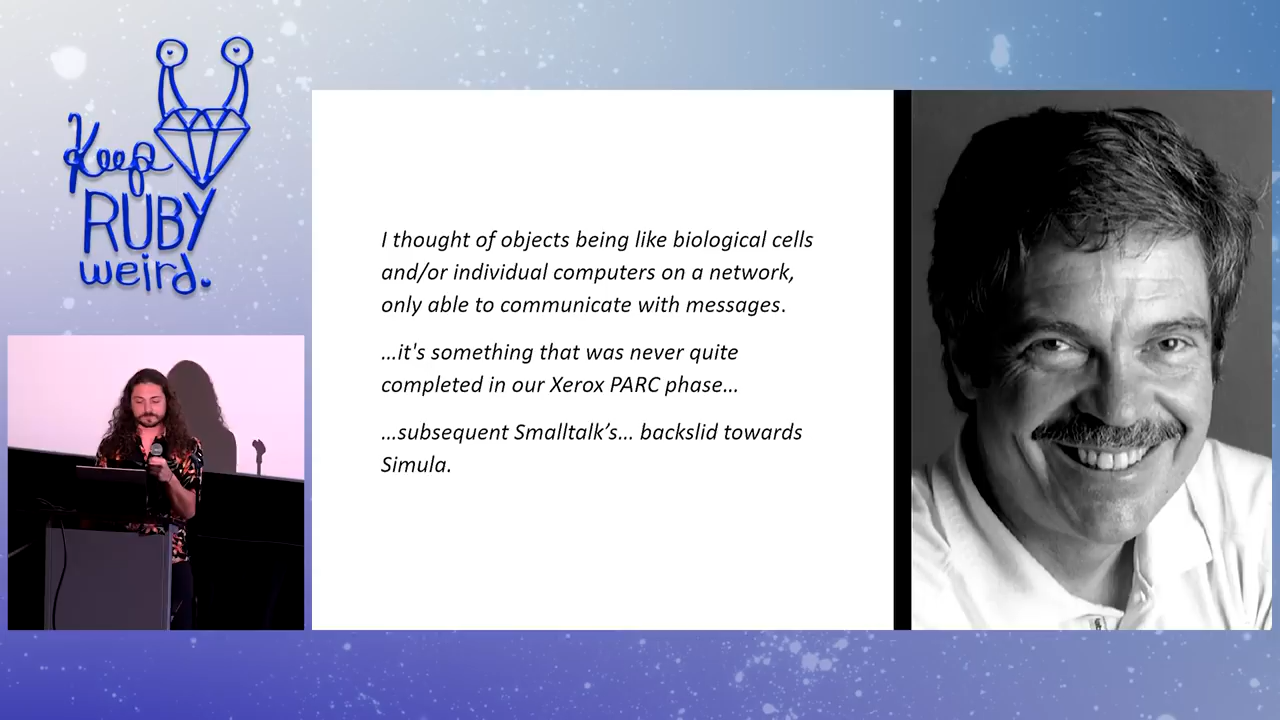 Keep
RUBY
weird.
I thought of objects being like biological cells
and/or individual computers on a network,
only able to communicate with messages.
...it's something that was never quite
completed in our Xerox PARC phase...
...subsequent Smalltalk’s... backslid towards
Simula.